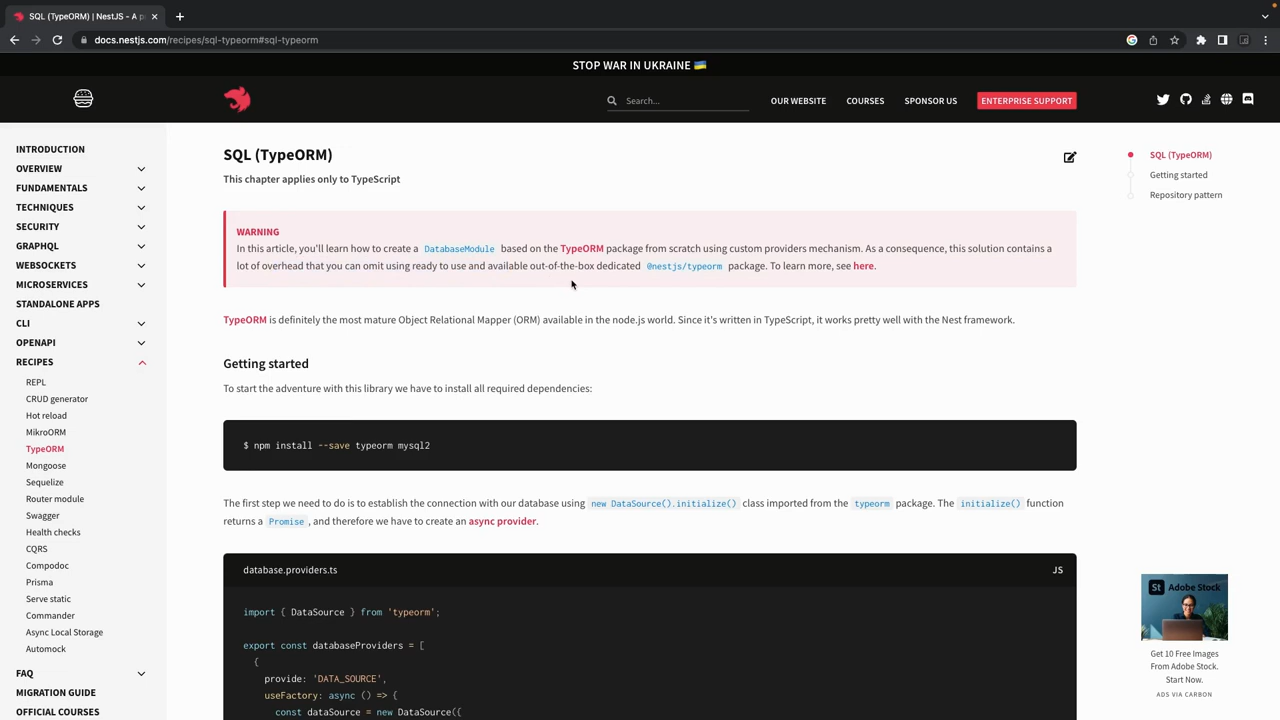 SQL (TypeORM) | NestJS - A p
docs.nestjs.com/recipes/sql-typeorm#sql-typeorm
STOP WAR IN UKRAINE 🇺🇦
Search...
OUR WEBSITE
COURSES
SPONSOR US
ENTERPRISE SUPPORT
INTRODUCTION
OVERVIEW
FUNDAMENTALS
TECHNIQUES
SECURITY
GRAPHQL
WEBSOCKETS
MICROSERVICES
STANDALONE APPS
CLI
OPENAPI
RECIPES
REPL
CRUD generator
Hot reload
MikroORM
TypeORM
Mongoose
Sequelize
Router module
Swagger
Health checks
CQRS
Compodoc
Prisma
Serve static
Commander
Async Local Storage
Automock
FAQ
MIGRATION GUIDE
OFFICIAL COURSES
SQL (TypeORM)
This chapter applies only to TypeScript
WARNING
In this article, you'll learn how to create a DatabaseModule based on the TypeORM package from scratch using custom providers mechanism. As a consequence, this solution contains a
lot of overhead that you can omit using ready to use and available out-of-the-box dedicated @nestjs/typeorm package. To learn more, see here.
TypeORM is definitely the most mature Object Relational Mapper (ORM) available in the node.js world. Since it's written in TypeScript, it works pretty well with the Nest framework.
Getting started
To start the adventure with this library we have to install all required dependencies:
$ npm install --save typeorm mysql2
The first step we need to do is to establish the connection with our database using new DataSource().initialize() class imported from the typeorm package. The initialize() function
returns a Promise, and therefore we have to create an async provider.
database.providers.ts
JS
import { DataSource } from 'typeorm';
export const databaseProviders = [
{
provide: 'DATA_SOURCE',
useFactory: async () => {
const dataSource = new DataSource({
SQL (TypeORM)
Getting started
Repository pattern
St Adobe Stock
Get 10 Free Images
From Adobe Stock.
Start Now.
ADS VIA CARBON